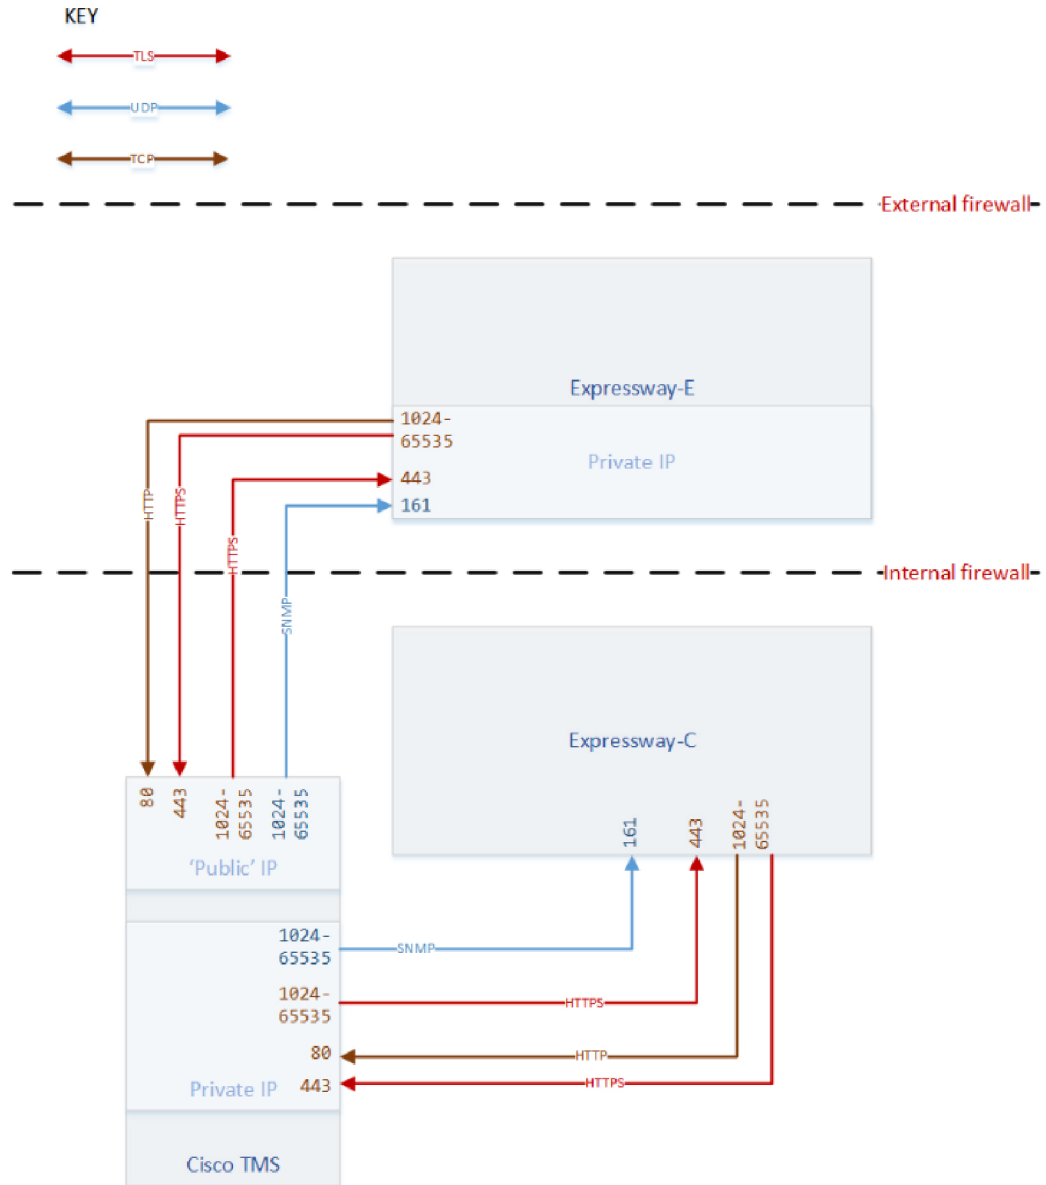 KEY
TLS
UDP
TCP
External firewall
Expressway-E
1024-
65535
Private IP
443
161
HTTP
HTTPS
HTTPS
SNMP
Internal firewall
Expressway-C
161
443
1024-
65535
80
443
1024-
65535
1024-
65535
'Public' IP
1024-
65535
SNMP
1024-
65535
HTTPS
80
HTTP
Private IP
443
HTTPS
Cisco TMS